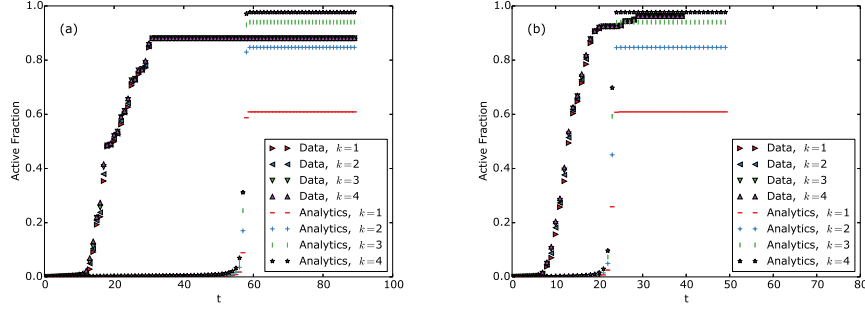 (a)
Active Fraction
1.0
0.8
0.6
0.4
0.2
0.0
Data, k=1
Data, k=2
Data, k=3
Data, k=4
Analytics, k=1
Analytics, k=2
Analytics, k=3
Analytics, k=4
0 20 40 60 80 100
t
(b)
Active Fraction
1.0
0.8
0.6
0.4
0.2
0.0
Data, k=1
Data, k=2
Data, k=3
Data, k=4
Analytics, k=1
Analytics, k=2
Analytics, k=3
Analytics, k=4
0 10 20 30 40 50 60 70 80
t